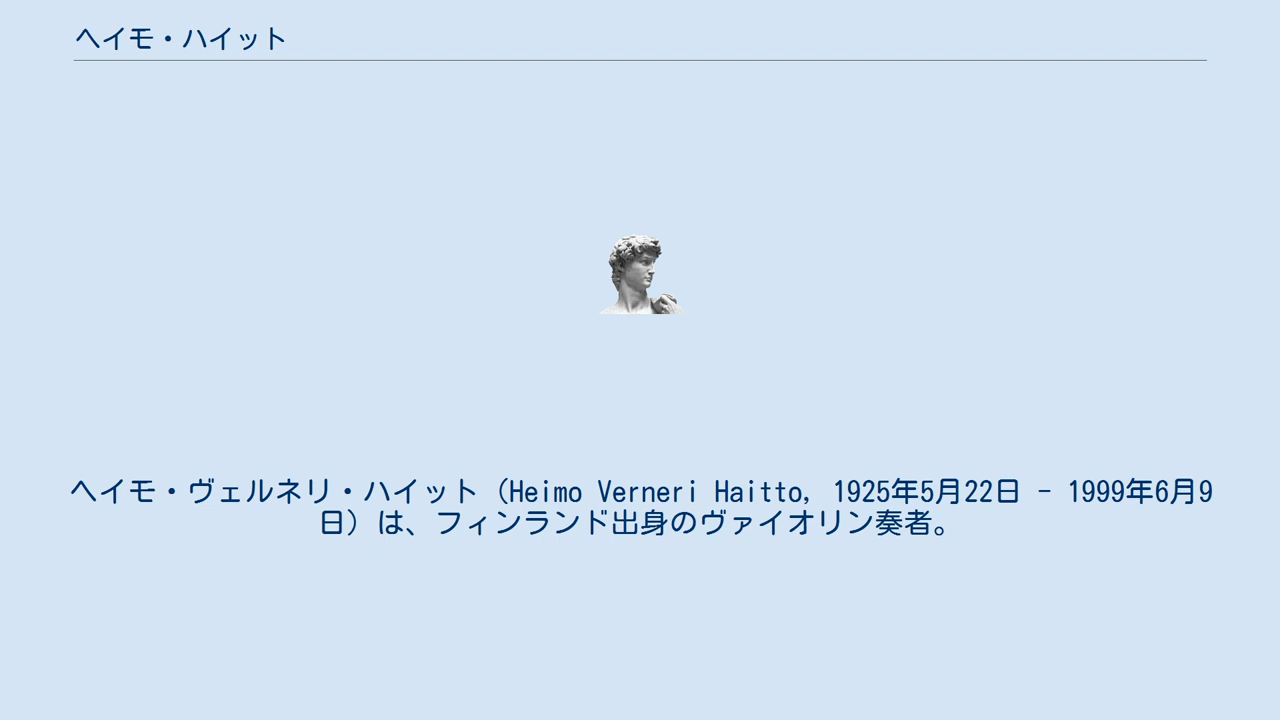 ヘイモ・ハイット
ヘイモ・ヴェルネリ・ハイット（Heimo Verneri Haitto, 1925年5月22日 - 1999年6月9
日）は、フィンランド出身のヴァイオリン奏者。